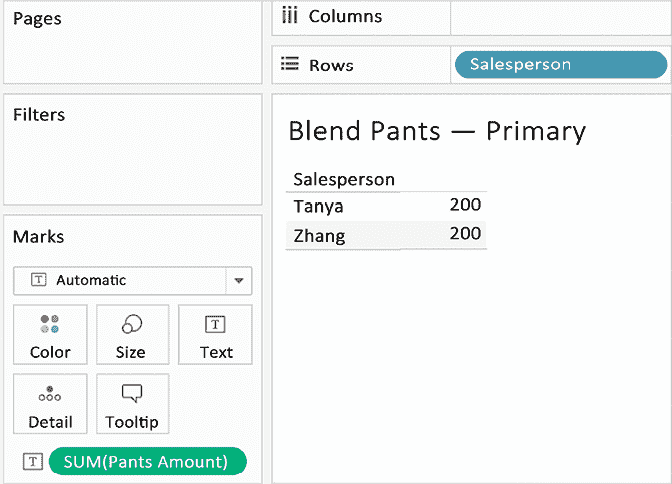 Pages
Columns
Rows
Salesperson
Filters
Blend Pants — Primary
Salesperson
Tanya 200
Zhang 200
Marks
T Automatic
Color
Size
T
Text
Detail
Tooltip
T SUM(Pants Amount)